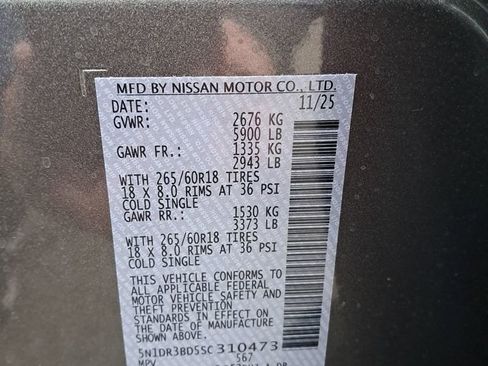 MFD BY NISSAN MOTOR CO., LTD.
DATE: 11/25
GVWR: 2676 KG
5900 LB
GAWR FR.: 1335 KG
2943 LB
WITH 265/60R18 TIRES
18 X 8.0 RIMS AT 36 PSI
COLD SINGLE
GAWR RR.: 1530 KG
3373 LB
WITH 265/60R18 TIRES
18 X 8.0 RIMS AT 36 PSI
COLD SINGLE
THIS VEHICLE CONFORMS TO
ALL APPLICABLE FEDERAL
MOTOR VEHICLE SAFETY AND
THEFT PREVENTION
STANDARDS IN EFFECT ON
THE DATE OF MANUFACTURE
SHOWN ABOVE.
5N1DR3BD5SC310473
MPV 567